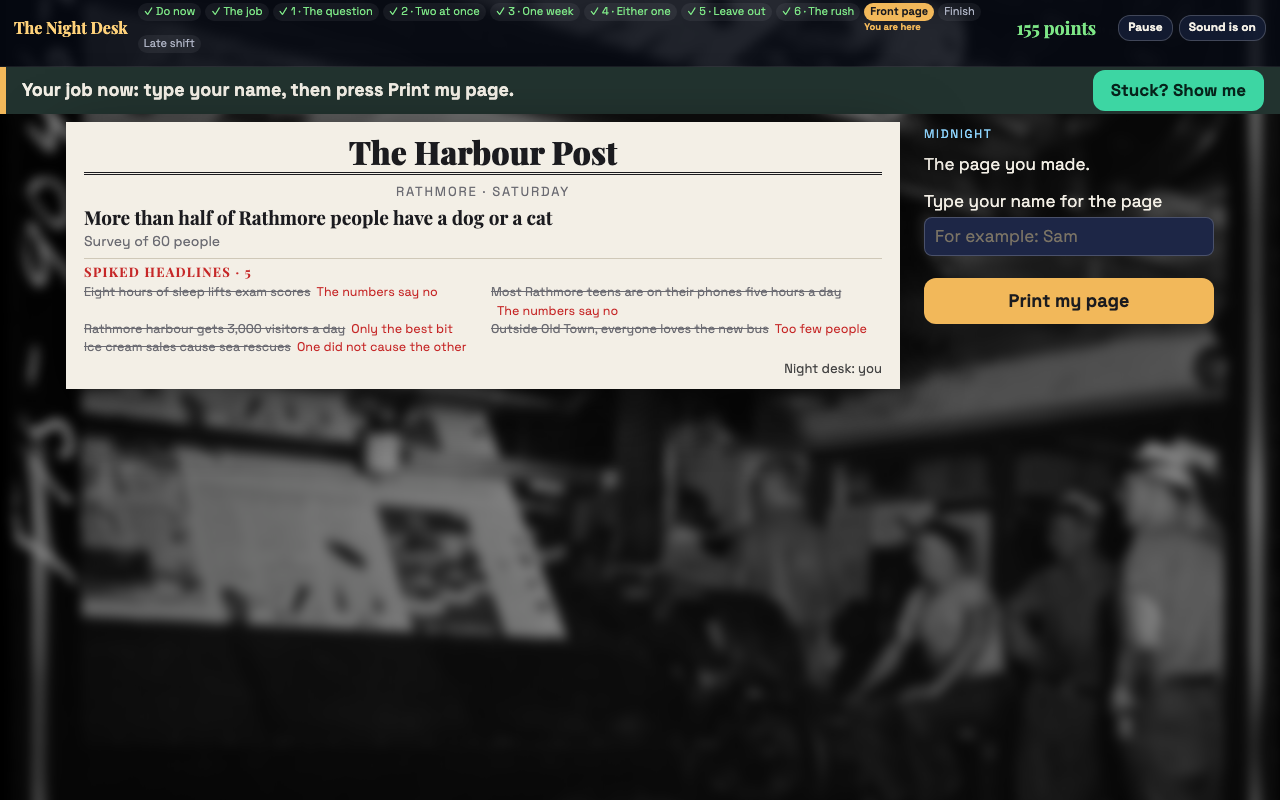 The Night Desk
✓ Do now ✓ The job ✓ 1 · The question ✓ 2 · Two at once ✓ 3 · One week ✓ 4 · Either one ✓ 5 · Leave out ✓ 6 · The rush Front page Finish
You are here
Late shift
155 points
Pause
Sound is on
Your job now: type your name, then press Print my page.
Stuck? Show me
The Harbour Post
RATHMORE · SATURDAY
More than half of Rathmore people have a dog or a cat
Survey of 60 people
SPIKED HEADLINES · 5
Eight hours of sleep lifts exam scores The numbers say no
Most Rathmore teens are on their phones five hours a day
The numbers say no
Rathmore harbour gets 3,000 visitors a day Only the best bit
Outside Old Town, everyone loves the new bus Too few people
Ice cream sales cause sea rescues One did not cause the other
Night desk: you
MIDNIGHT
The page you made.
Type your name for the page
For example: Sam
Print my page